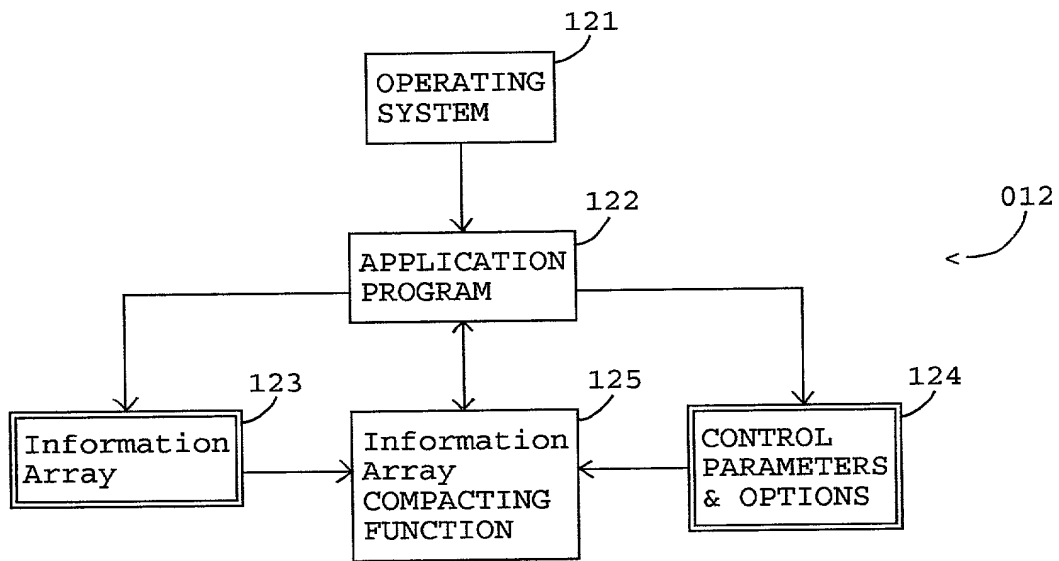 121
OPERATING
SYSTEM
122
012
APPLICATION
PROGRAM
123
125
124
Information
Array
Information
Array
COMPACTING
FUNCTION
CONTROL
PARAMETERS
& OPTIONS